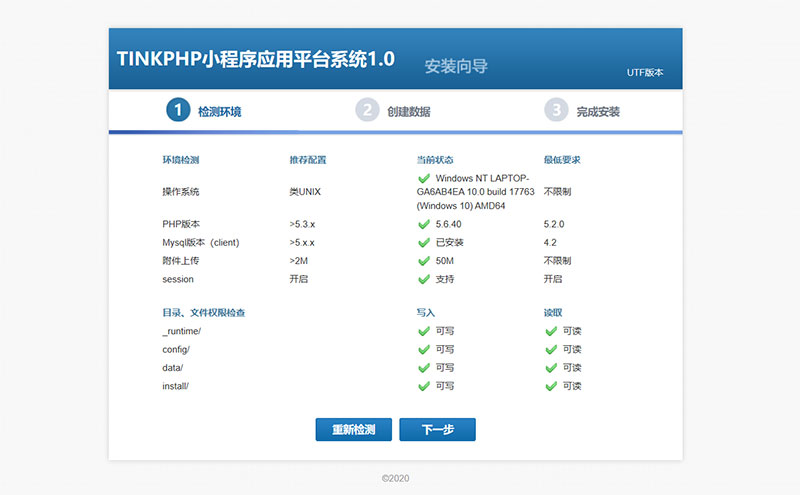 TINKPHP小程序应用平台系统1.0 安装向导 UTF版本
1 检测环境 2 创建数据 3 完成安装
环境检测 推荐配置 当前状态 最低要求
操作系统 类UNIX Windows NT LAPTOP-
GA6AB4EA 10.0 build 17763 不限制
(Windows 10) AMD64
PHP版本 >5.3.x 5.6.40 5.2.0
Mysql版本（client） >5.x.x 已安装 4.2
附件上传 >2M 50M 不限制
session 开启 支持 开启
目录、文件权限检查 写入 读取
_runtime/ 可写 可读
config/ 可写 可读
data/ 可写 可读
install/ 可写 可读
重新检测 下一步
©2020